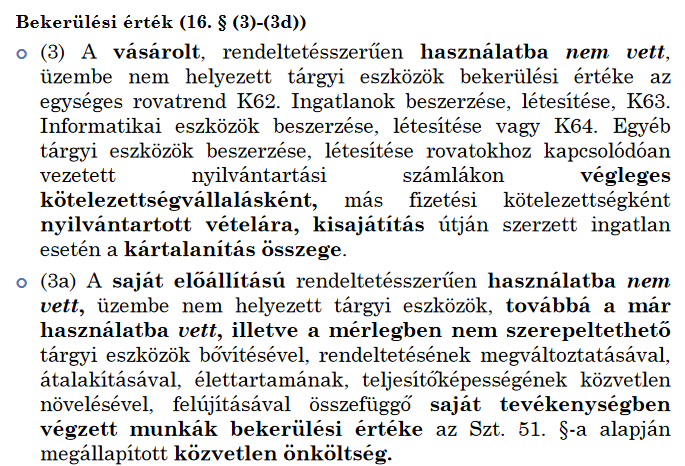 Bekerülési érték (16. § (3)-(3d))
(3) A vásárolt, rendeltetésszerűen használatba nem vett,
üzembe nem helyezett tárgyi eszközök bekerülési értéke az
egységes rovatrend K62. Ingatlanok beszerzése, létesítése, K63.
Informatikai eszközök beszerzése, létesítése vagy K64. Egyéb
tárgyi eszközök beszerzése, létesítése rovatokhoz kapcsolódóan
vezetett nyilvántartási számlákon végleges
kötelezettségvállalásként, más fizetési kötelezettségként
nyilvántartott vételára, kisajátítás útján szerzett ingatlan
esetén a kártalanítás összege.
(3a) A saját előállítású rendeltetésszerűen használatba nem
vett, üzembe nem helyezett tárgyi eszközök, továbbá a már
használatba vett, illetve a mérlegben nem szerepeltethető
tárgyi eszközök bővítésével, rendeltetésének megváltoztatásával,
átalakításával, élettartamának, teljesítőképességének közvetlen
növelésével, felújításával összefüggő saját tevékenységben
végzett munkák bekerülési értéke az Szt. 51. §-a alapján
megállapított közvetlen önköltség.